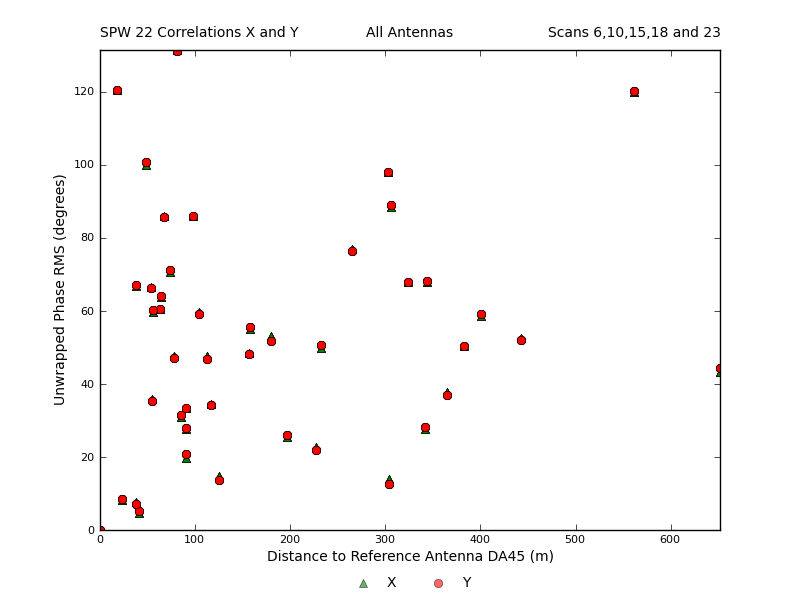 SPW 22 Correlations X and Y All Antennas Scans 6,10,15,18 and 23
Unwrapped Phase RMS (degrees)
120
100
80
60
40
20
0
0 100 200 300 400 500 600
Distance to Reference Antenna DA45 (m)
X Y